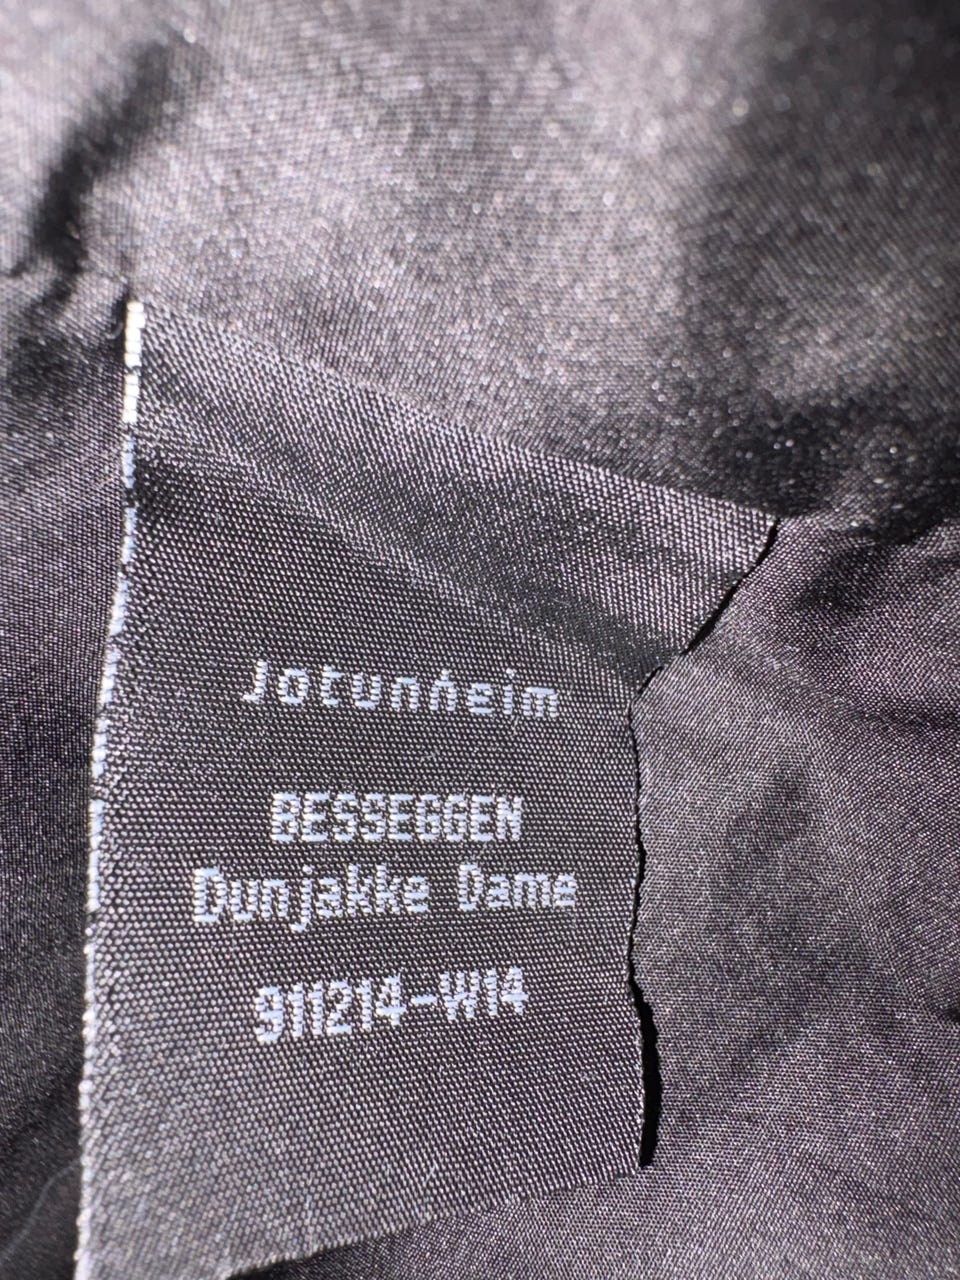 Jotunheim
BESSEGGEN
Dunjakke Dame
911214-W14